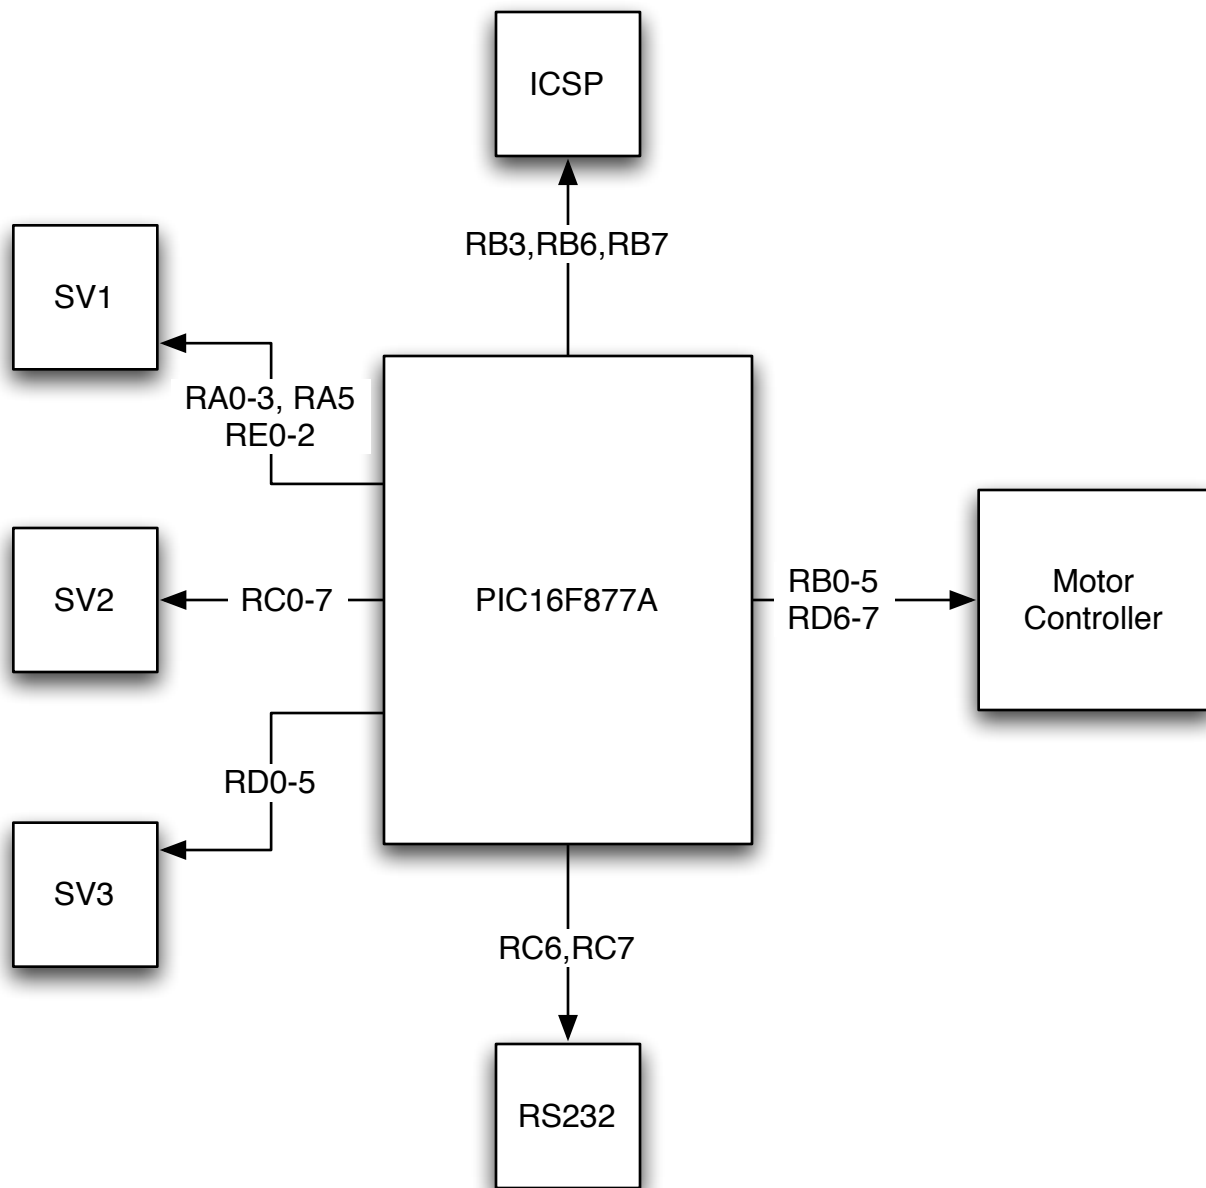 ICSP
RB3,RB6,RB7
SV1
RA0-3, RA5
RE0-2
SV2
RC0-7
PIC16F877A
RB0-5
RD6-7
Motor
Controller
RD0-5
SV3
RC6,RC7
RS232